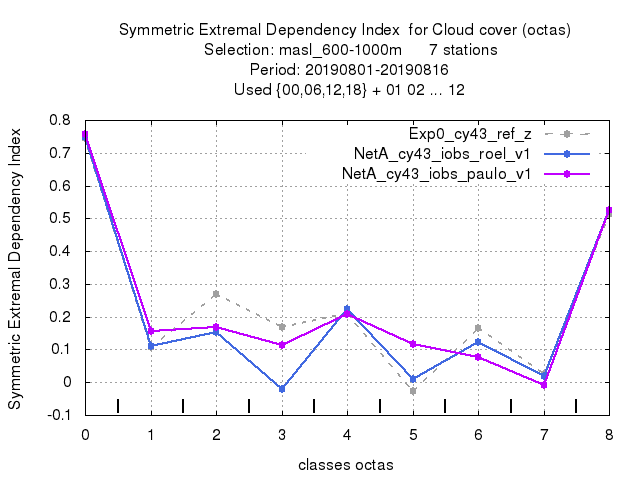 Symmetric Extremal Dependency Index  for Cloud cover (octas)
Selection: masl_600-1000m      7 stations
Period: 20190801-20190816
Used {00,06,12,18} + 01 02 ... 12
Symmetric Extremal Dependency Index
0.8
0.7
0.6
0.5
0.4
0.3
0.2
0.1
0
-0.1
Exp0_cy43_ref_z
NetA_cy43_iobs_roel_v1
NetA_cy43_iobs_paulo_v1
0 1 2 3 4 5 6 7 8
classes octas